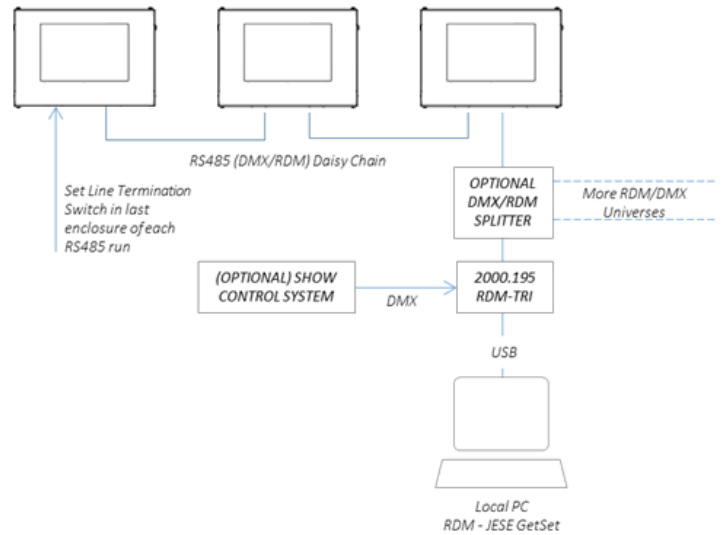 RS485 (DMX/RDM) Daisy Chain
Set Line Termination
Switch in last
enclosure of each
RS485 run
OPTIONAL
DMX/RDM
SPLITTER
More RDM/DMX
Universes
(OPTIONAL) SHOW
CONTROL SYSTEM
DMX
2000.195
RDM-TRI
USB
Local PC
RDM - JESE GetSet